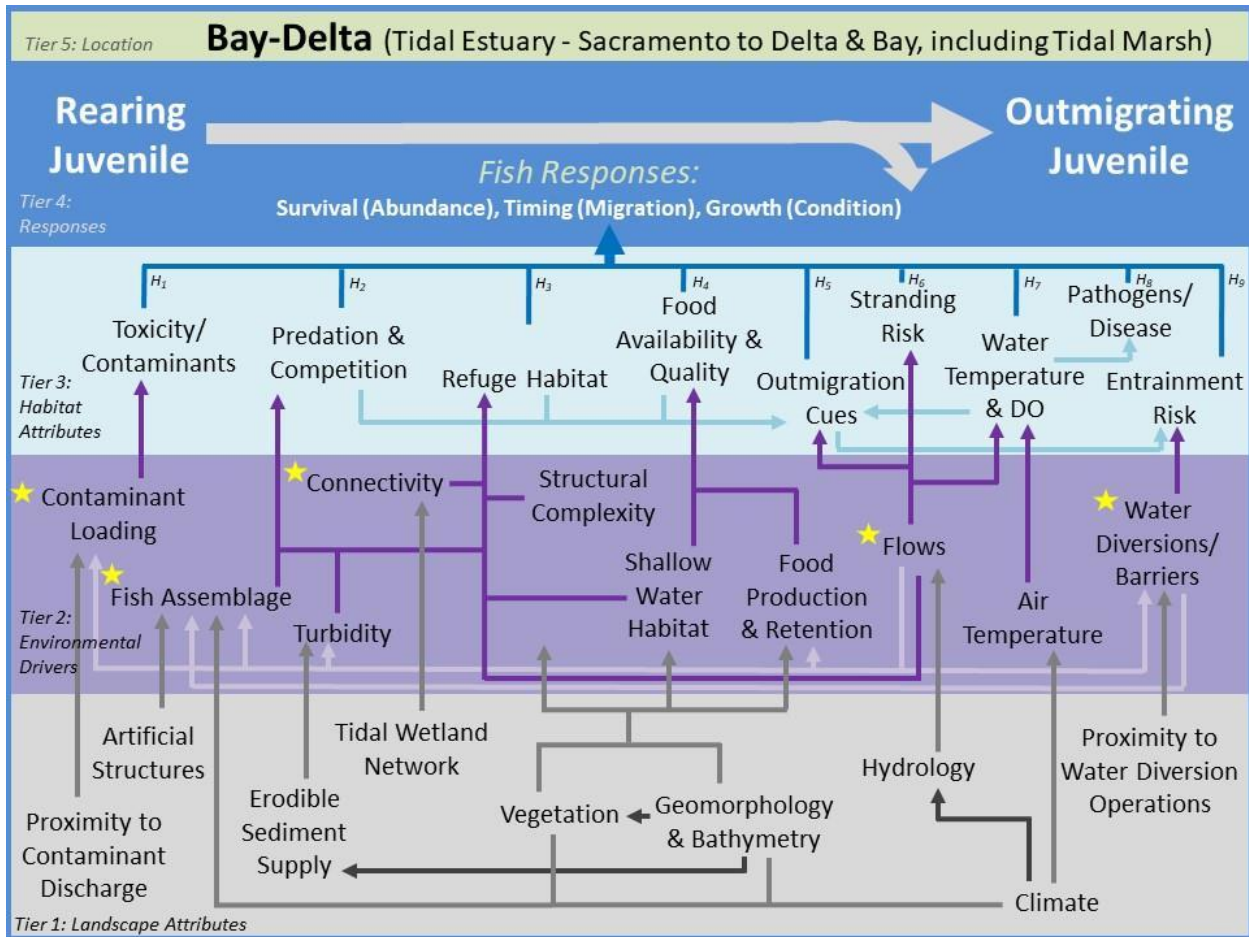 Tier 5: Location
Bay-Delta (Tidal Estuary - Sacramento to Delta & Bay, including Tidal Marsh)
Rearing
Juvenile
Outmigrating
Juvenile
Fish Responses:
Survival (Abundance), Timing (Migration), Growth (Condition)
Tier 4:
Responses
H1
H2
H3
H4
H5
H6
H7
H8
H9
Toxicity/
Contaminants
Predation &
Competition
Refuge Habitat
Food
Availability &
Quality
Outmigration
Cues
Stranding
Risk
Water
Temperature
& DO
Pathogens/
Disease
Entrainment
Risk
Tier 3:
Habitat
Attributes
Contaminant
Loading
Fish Assemblage
Connectivity
Turbidity
Structural
Complexity
Shallow
Water
Habitat
Food
Production
& Retention
Flows
Air
Temperature
Water
Diversions/
Barriers
Tier 2:
Environmental
Drivers
Artificial
Structures
Proximity to
Contaminant
Discharge
Erodible
Sediment
Supply
Tidal Wetland
Network
Vegetation
Geomorphology
& Bathymetry
Hydrology
Climate
Proximity to
Water Diversion
Operations
Tier 1: Landscape Attributes